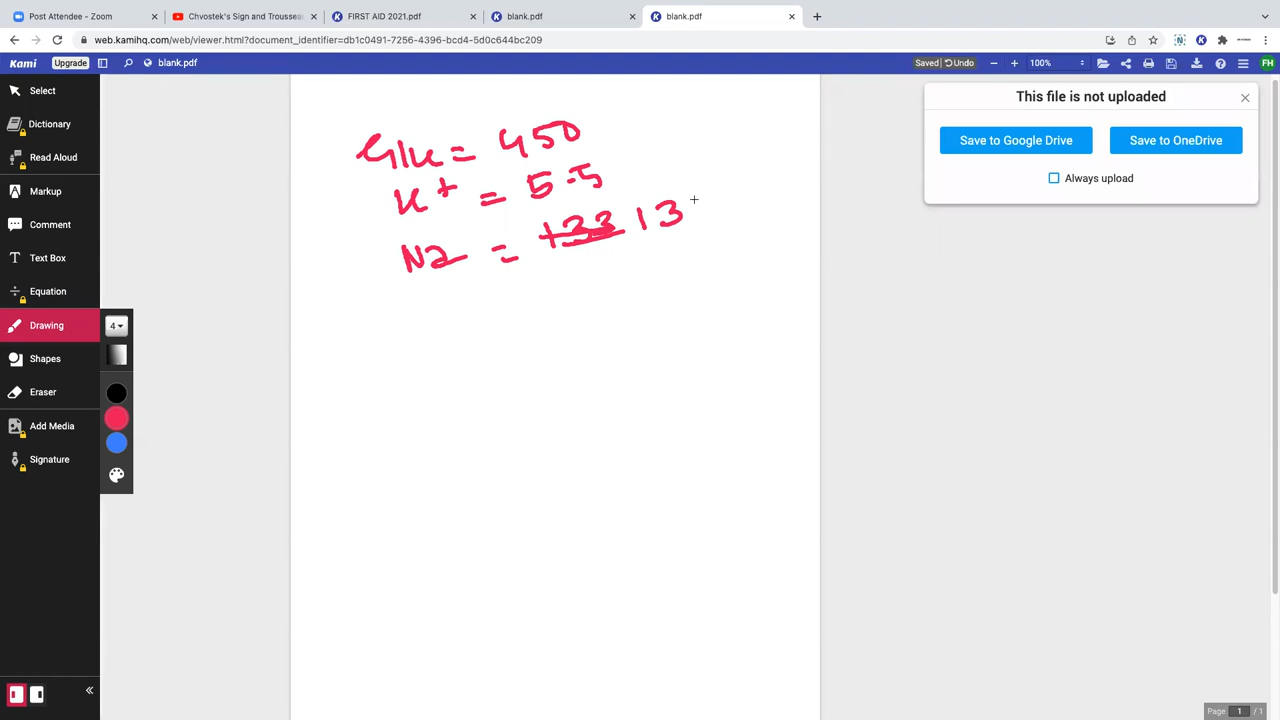 Post Attendee - Zoom
Chvostek's Sign and Trousseau
FIRST AID 2021.pdf
blank.pdf
blank.pdf
web.kamihq.com/web/viewer.html?document_identifier=db1c0491-7256-4396-bcd4-5d0c644bc209
Kami
Upgrade
blank.pdf
Saved
Undo
100%
FH
Select
Dictionary
Read Aloud
Markup
Comment
Text Box
Equation
Drawing
4
Shapes
Eraser
Add Media
Signature
Glu = 450
K+ = 5.5
Na = 133 13
This file is not uploaded
Save to Google Drive
Save to OneDrive
Always upload
Page 1 / 1